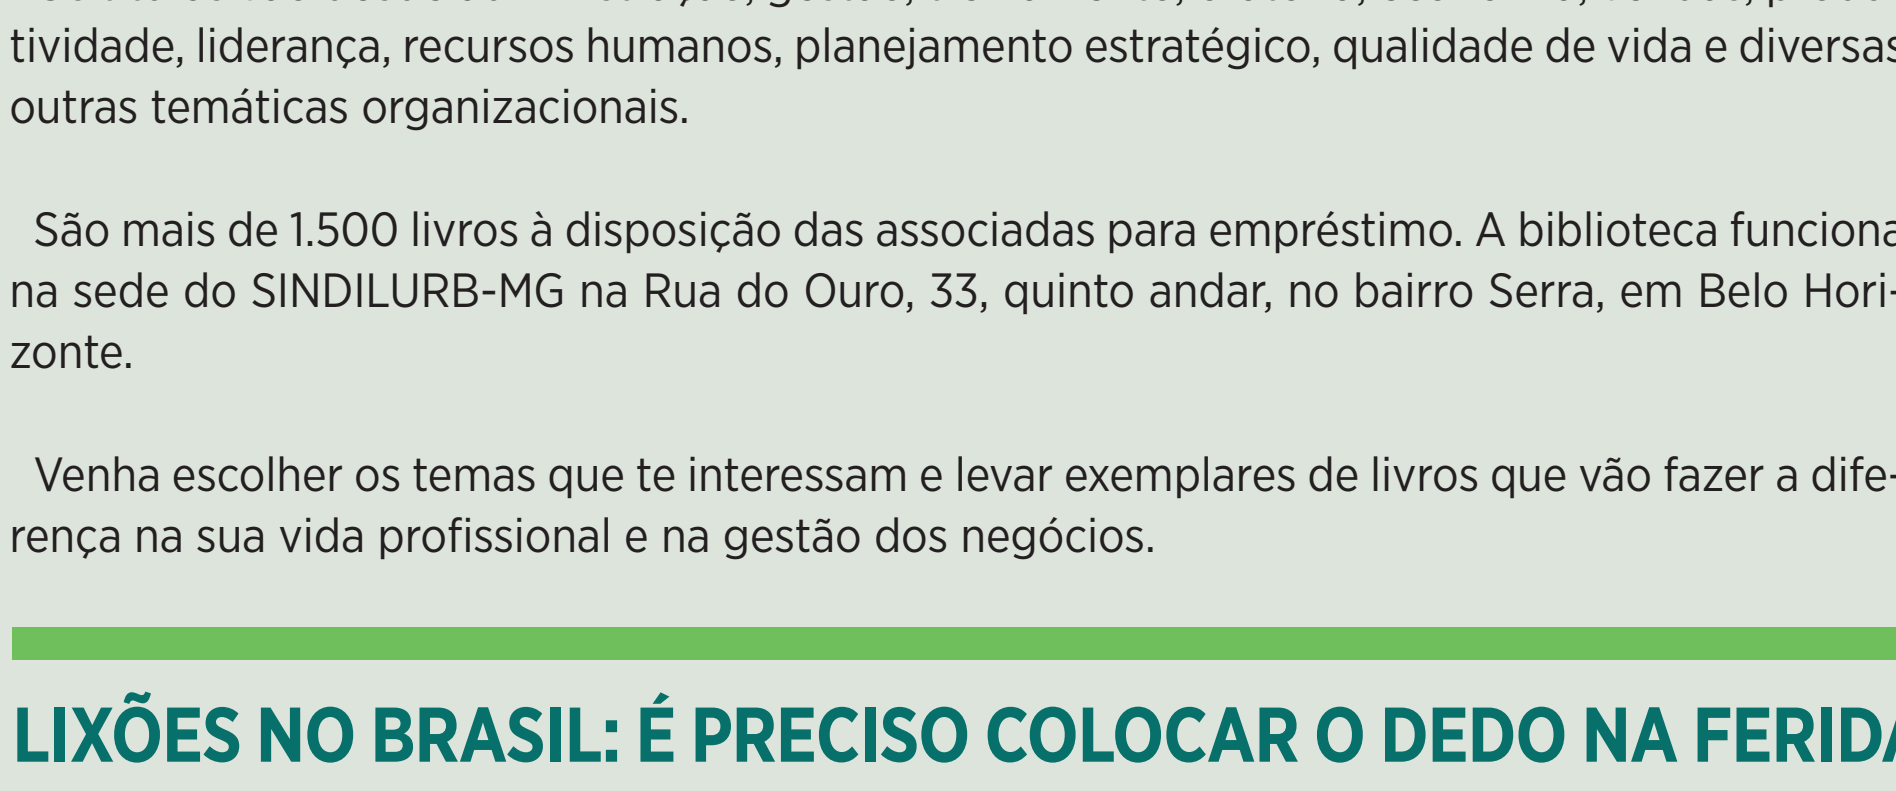 tividade, liderança, recursos humanos, planejamento estratégico, qualidade de vida e diversas
outras temáticas organizacionais.
São mais de 1.500 livros à disposição das associadas para empréstimo. A biblioteca funciona
na sede do SINDILURB-MG na Rua do Ouro, 33, quinto andar, no bairro Serra, em Belo Hori-
zonte.
Venha escolher os temas que te interessam e levar exemplares de livros que vão fazer a dife-
rença na sua vida profissional e na gestão dos negócios.
LIXÕES NO BRASIL: É PRECISO COLOCAR O DEDO NA FERIDA